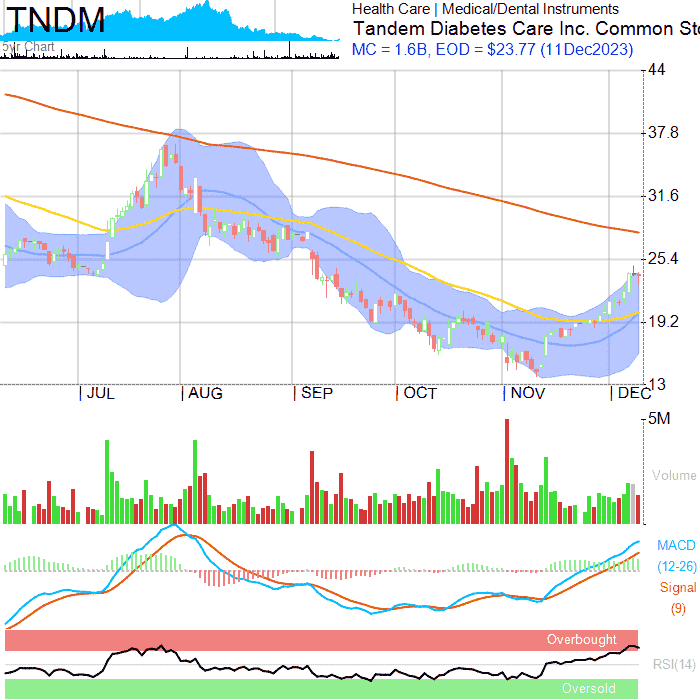 TNDM
5yr Chart
Health Care | Medical/Dental Instruments
Tandem Diabetes Care Inc. Common Sto
MC = 1.6B, EOD = $23.77 (11Dec2023)
44
37.8
31.6
25.4
19.2
13
JUL
AUG
SEP
OCT
NOV
DEC
5M
Volume
MACD
(12-26)
Signal
(9)
Overbought
RSI(14)
Oversold